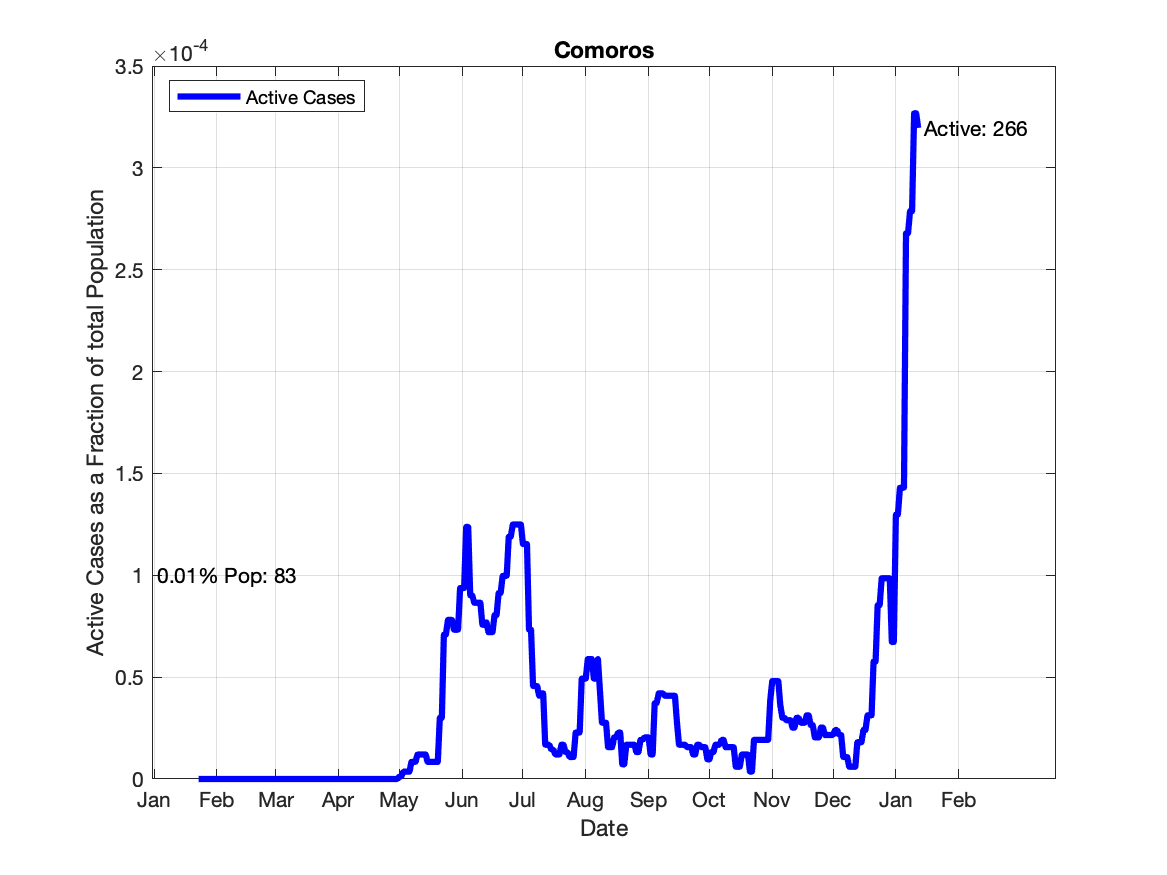 Comoros
×10-4
3.5
3
2.5
2
1.5
1
0.5
0
Active Cases
Active: 266
0.01% Pop: 83
Active Cases as a Fraction of total Population
Jan Feb Mar Apr May Jun Jul Aug Sep Oct Nov Dec Jan Feb
Date